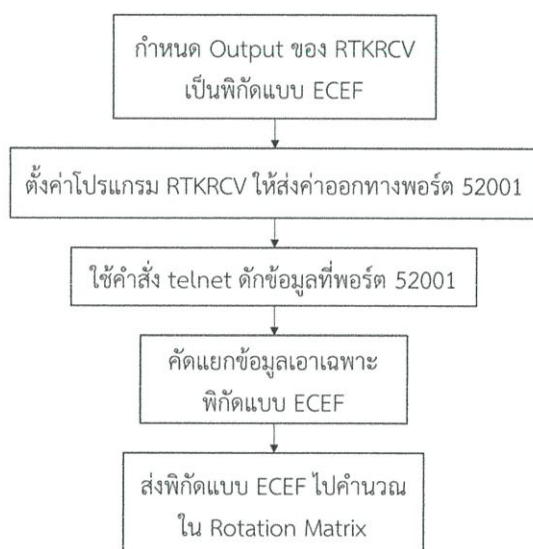 กำหนด Output ของ RTKRCV
เป็นพิกัดแบบ ECEF
ตั้งค่าโปรแกรม RTKRCV ให้ส่งค่าออกทางพอร์ต 52001
ใช้คำสั่ง telnet ดักข้อมูลที่พอร์ต 52001
คัดแยกข้อมูลเอาเฉพาะ
พิกัดแบบ ECEF
ส่งพิกัดแบบ ECEF ไปคำนวณ
ใน Rotation Matrix